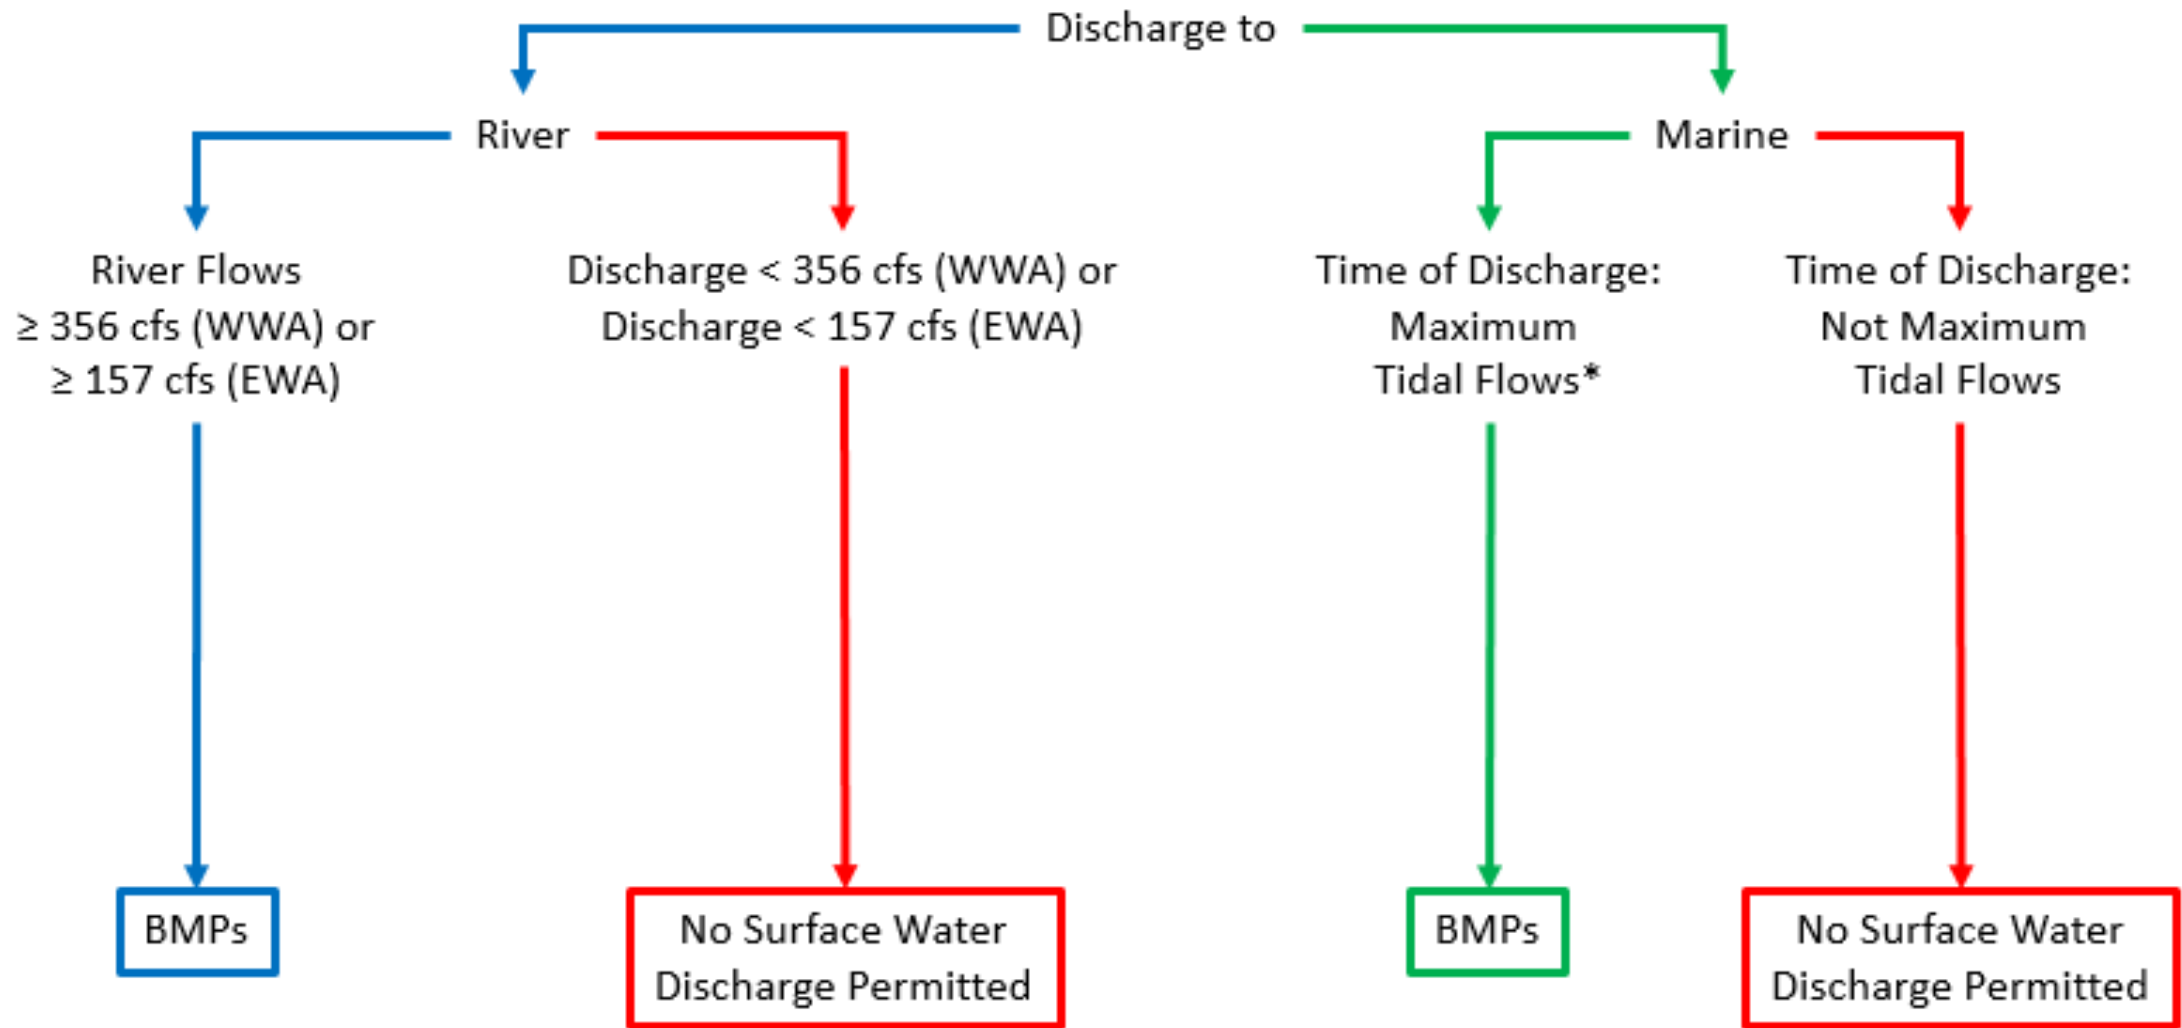 Discharge to
River
Marine
River Flows
≥ 356 cfs (WWA) or
≥ 157 cfs (EWA)
Discharge < 356 cfs (WWA) or
Discharge < 157 cfs (EWA)
Time of Discharge:
Maximum
Tidal Flows*
Time of Discharge:
Not Maximum
Tidal Flows
BMPs
No Surface Water
Discharge Permitted
BMPs
No Surface Water
Discharge Permitted